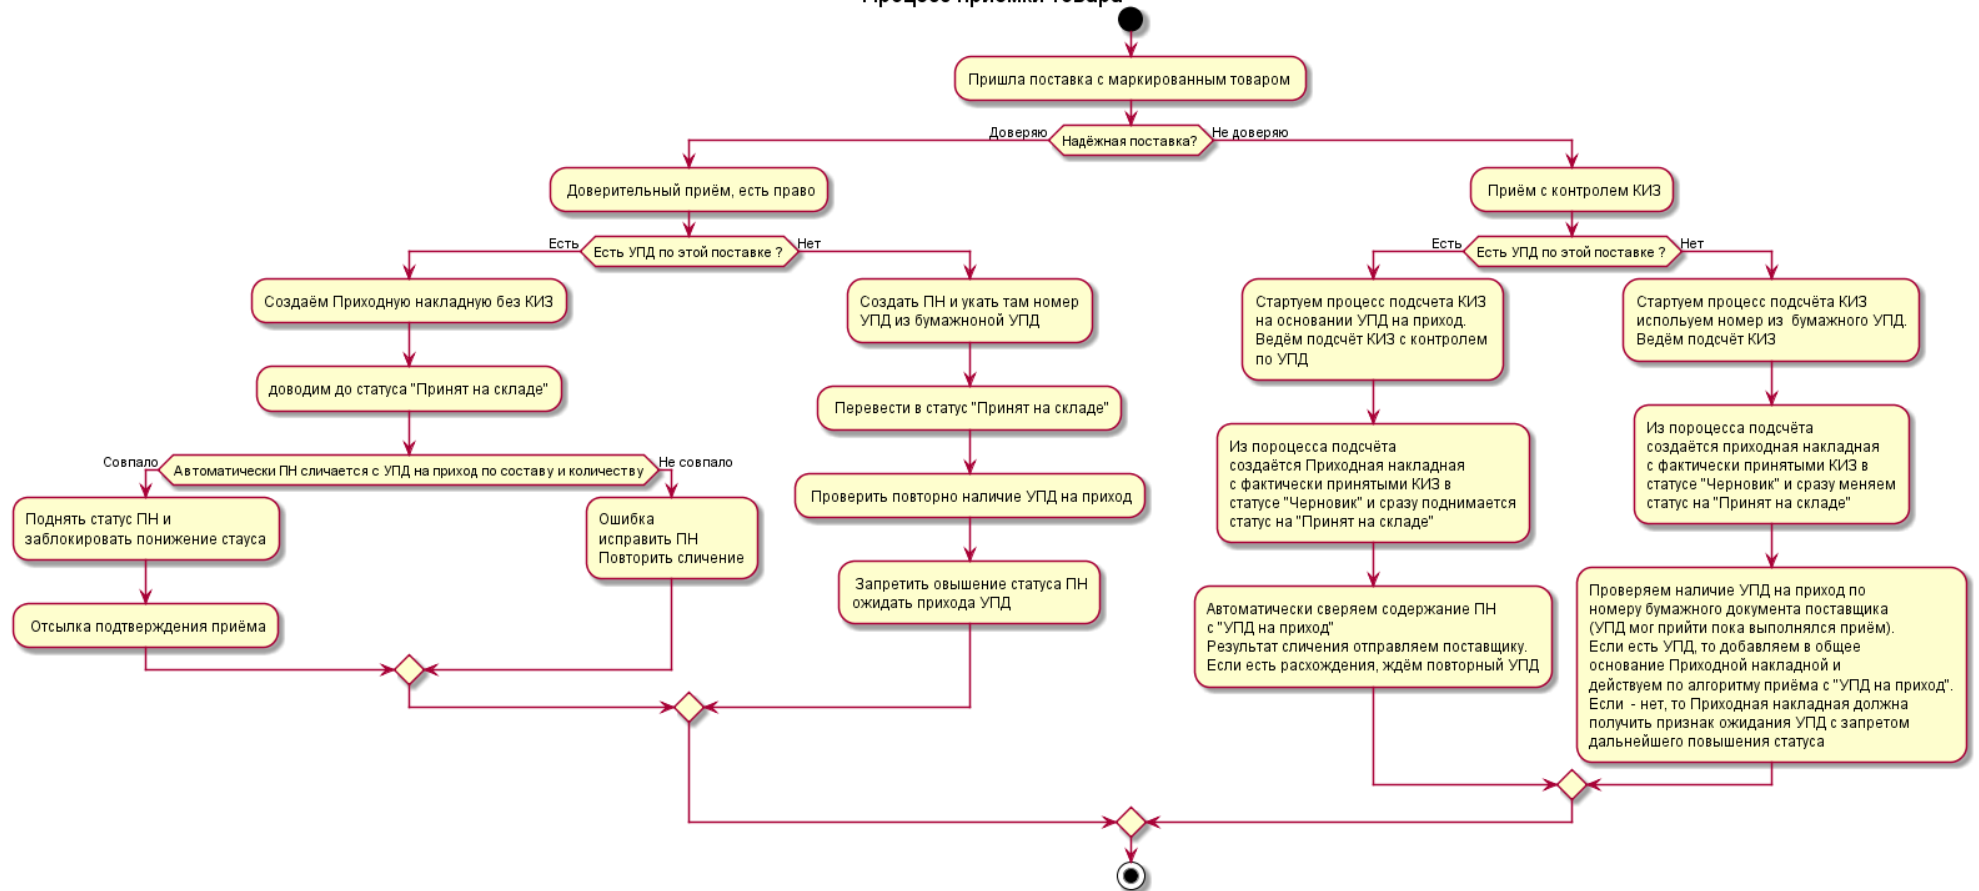 Процесс приёмки товара
Пришла поставка с маркированным товаром
Доверяю
Надёжная поставка?
Не доверяю
Доверительный приём, есть право
Есть
Есть УПД по этой поставке ?
Нет
Создаём Приходную накладную без КИЗ
доводим до статуса "Принят на складе"
Совпало
Автоматически ПН сличается с УПД на приход по составу и количеству
Не совпало
Поднять статус ПН и
заблокировать понижение стауса
Отсылка подтверждения приёма
Ошибка
исправить ПН
Повторить сличение
Создать ПН и укать там номер
УПД из бумажноной УПД
Перевести в статус "Принят на складе"
Проверить повторно наличие УПД на приход
Запретить овышение статуса ПН
ожидать прихода УПД
Приём с контролем КИЗ
Есть
Есть УПД по этой поставке ?
Нет
Стартуем процесс подсчета КИЗ
на основании УПД на приход.
Ведём подсчёт КИЗ с контролем
по УПД
Из пороцесса подсчёта
создаётся Приходная накладная
с фактически принятыми КИЗ в
статусе "Черновик" и сразу поднимается
статус на "Принят на складе"
Автоматически сверяем содержание ПН
с "УПД на приход"
Результат сличения отправляем поставщику.
Если есть расхождения, ждём повторный УПД
Стартуем процесс подсчёта КИЗ
испольуем номер из  бумажного УПД.
Ведём подсчёт КИЗ
Из пороцесса подсчёта
создаётся приходная накладная
с фактически принятыми КИЗ в
статусе "Черновик" и сразу меняем
статус на "Принят на складе"
Проверяем наличие УПД на приход по
номеру бумажного документа поставщика
(УПД мог прийти пока выполнялся приём).
Если есть УПД, то добавляем в общее
основание Приходной накладной и
действуем по алгоритму приёма с "УПД на приход".
Если  - нет, то Приходная накладная должна
получить признак ожидания УПД с запретом
дальнейшего повышения статуса